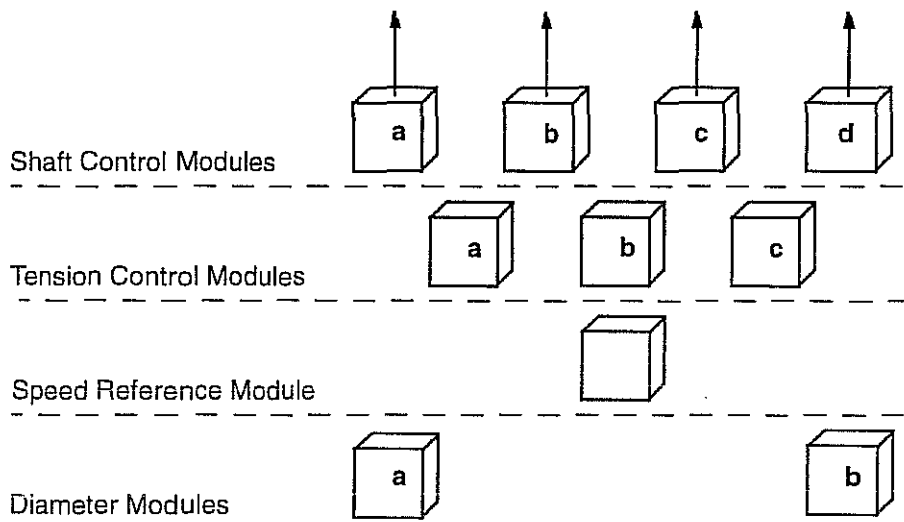 a b c d
Shaft Control Modules
a b c
Tension Control Modules
Speed Reference Module
a b
Diameter Modules